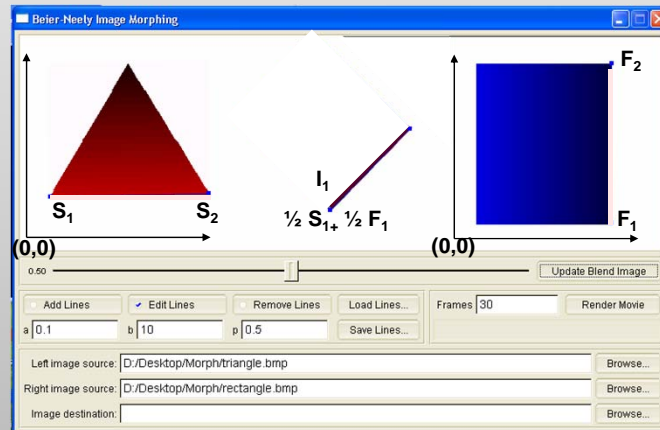 Beier-Neely Image Morphing
F2
I1
S1 S2
½ S1+ ½ F1
F1
(0,0) (0,0)
0.50 Update Blend Image
Add Lines Edit Lines Remove Lines Load Lines... Frames 30 Render Movie
a 0.1 b 10 p 0.5 Save Lines...
Left image source: D:/Desktop/Morph/triangle.bmp Browse...
Right image source: D:/Desktop/Morph/rectangle.bmp Browse...
Image destination: Browse...